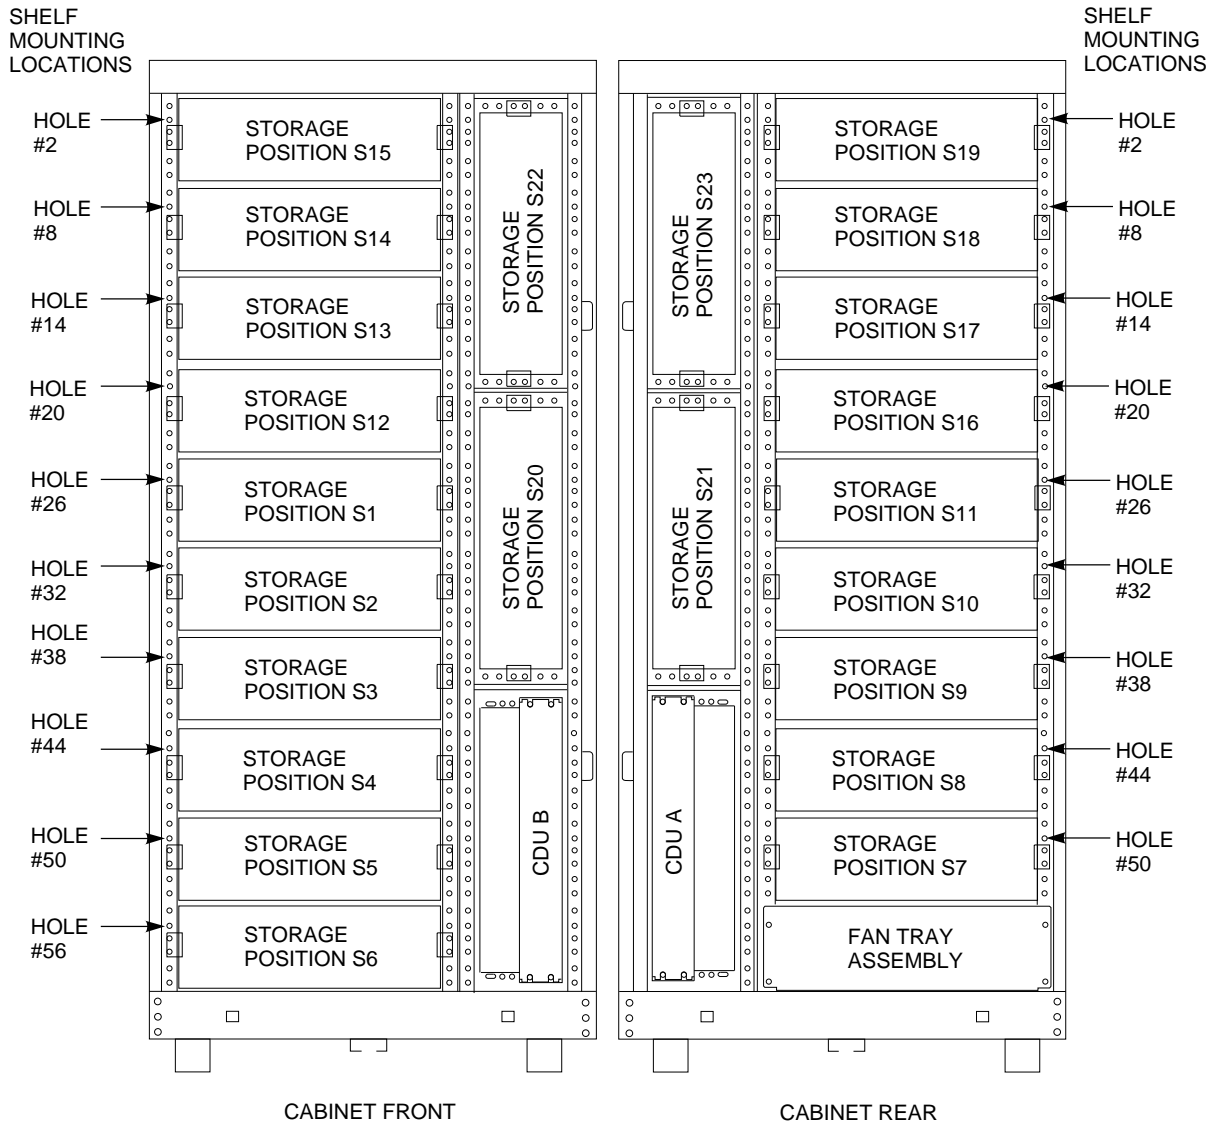 SHELF
MOUNTING
LOCATIONS
HOLE
#2
HOLE
#8
HOLE
#14
HOLE
#20
HOLE
#26
HOLE
#32
HOLE
#38
HOLE
#44
HOLE
#50
HOLE
#56
STORAGE
POSITION S15
STORAGE
POSITION S14
STORAGE
POSITION S13
STORAGE
POSITION S12
STORAGE
POSITION S1
STORAGE
POSITION S2
STORAGE
POSITION S3
STORAGE
POSITION S4
STORAGE
POSITION S5
STORAGE
POSITION S6
STORAGE
POSITION S22
STORAGE
POSITION S20
CDU B
CABINET FRONT
STORAGE
POSITION S23
STORAGE
POSITION S21
CDU A
STORAGE
POSITION S19
STORAGE
POSITION S18
STORAGE
POSITION S17
STORAGE
POSITION S16
STORAGE
POSITION S11
STORAGE
POSITION S10
STORAGE
POSITION S9
STORAGE
POSITION S8
STORAGE
POSITION S7
FAN TRAY
ASSEMBLY
CABINET REAR
SHELF
MOUNTING
LOCATIONS
HOLE
#2
HOLE
#8
HOLE
#14
HOLE
#20
HOLE
#26
HOLE
#32
HOLE
#38
HOLE
#44
HOLE
#50